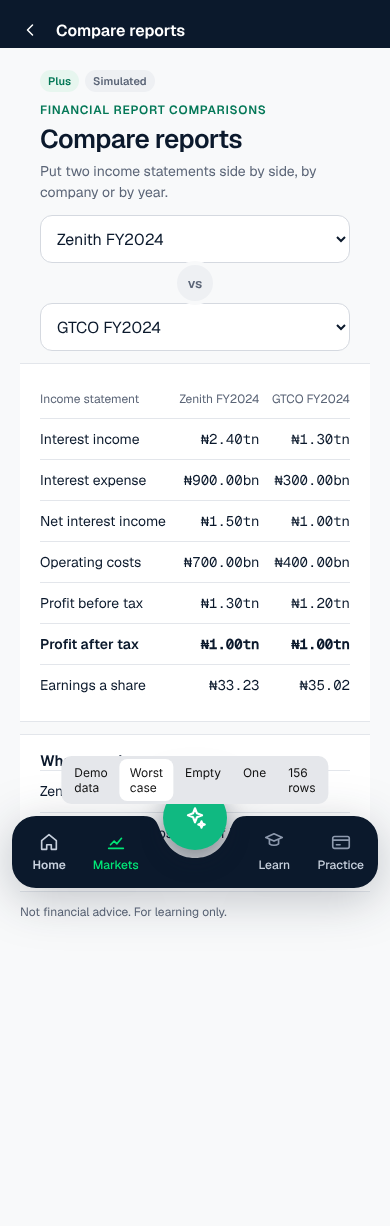 Compare reports
Plus Simulated
FINANCIAL REPORT COMPARISONS
Compare reports
Put two income statements side by side, by
company or by year.
Zenith FY2024
vs
GTCO FY2024
Income statement Zenith FY2024 GTCO FY2024
Interest income ₦2.40tn ₦1.30tn
Interest expense ₦900.00bn ₦300.00bn
Net interest income ₦1.50tn ₦1.00tn
Operating costs ₦700.00bn ₦400.00bn
Profit before tax ₦1.30tn ₦1.20tn
Profit after tax ₦1.00tn ₦1.00tn
Earnings a share ₦33.23 ₦35.02
Demo
data
Worst
case
Empty
One
156
rows
Home Markets Learn Practice
Not financial advice. For learning only.